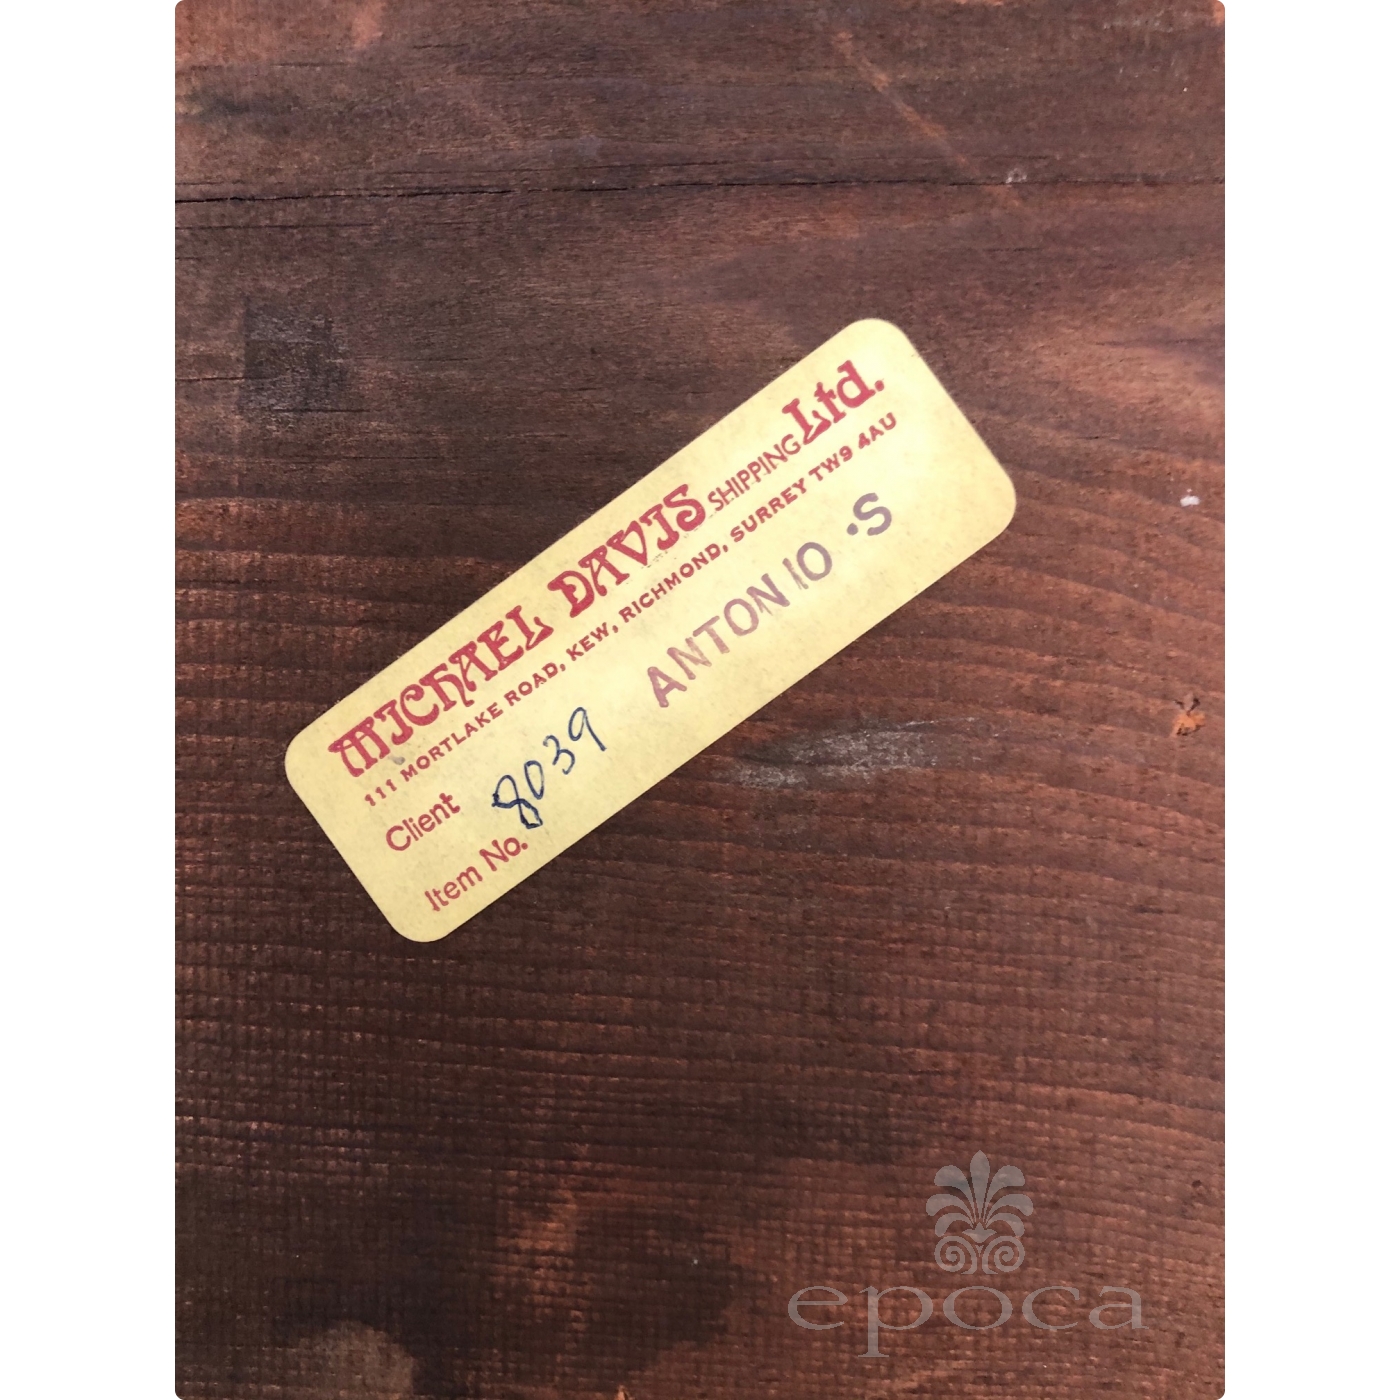 MICHAEL DAVIS SHIPPING Ltd.
111 MORTLAKE ROAD, KEW, RICHMOND, SURREY TW9 4AU
Client ANTONIO .S
Item No. 8039
epoca